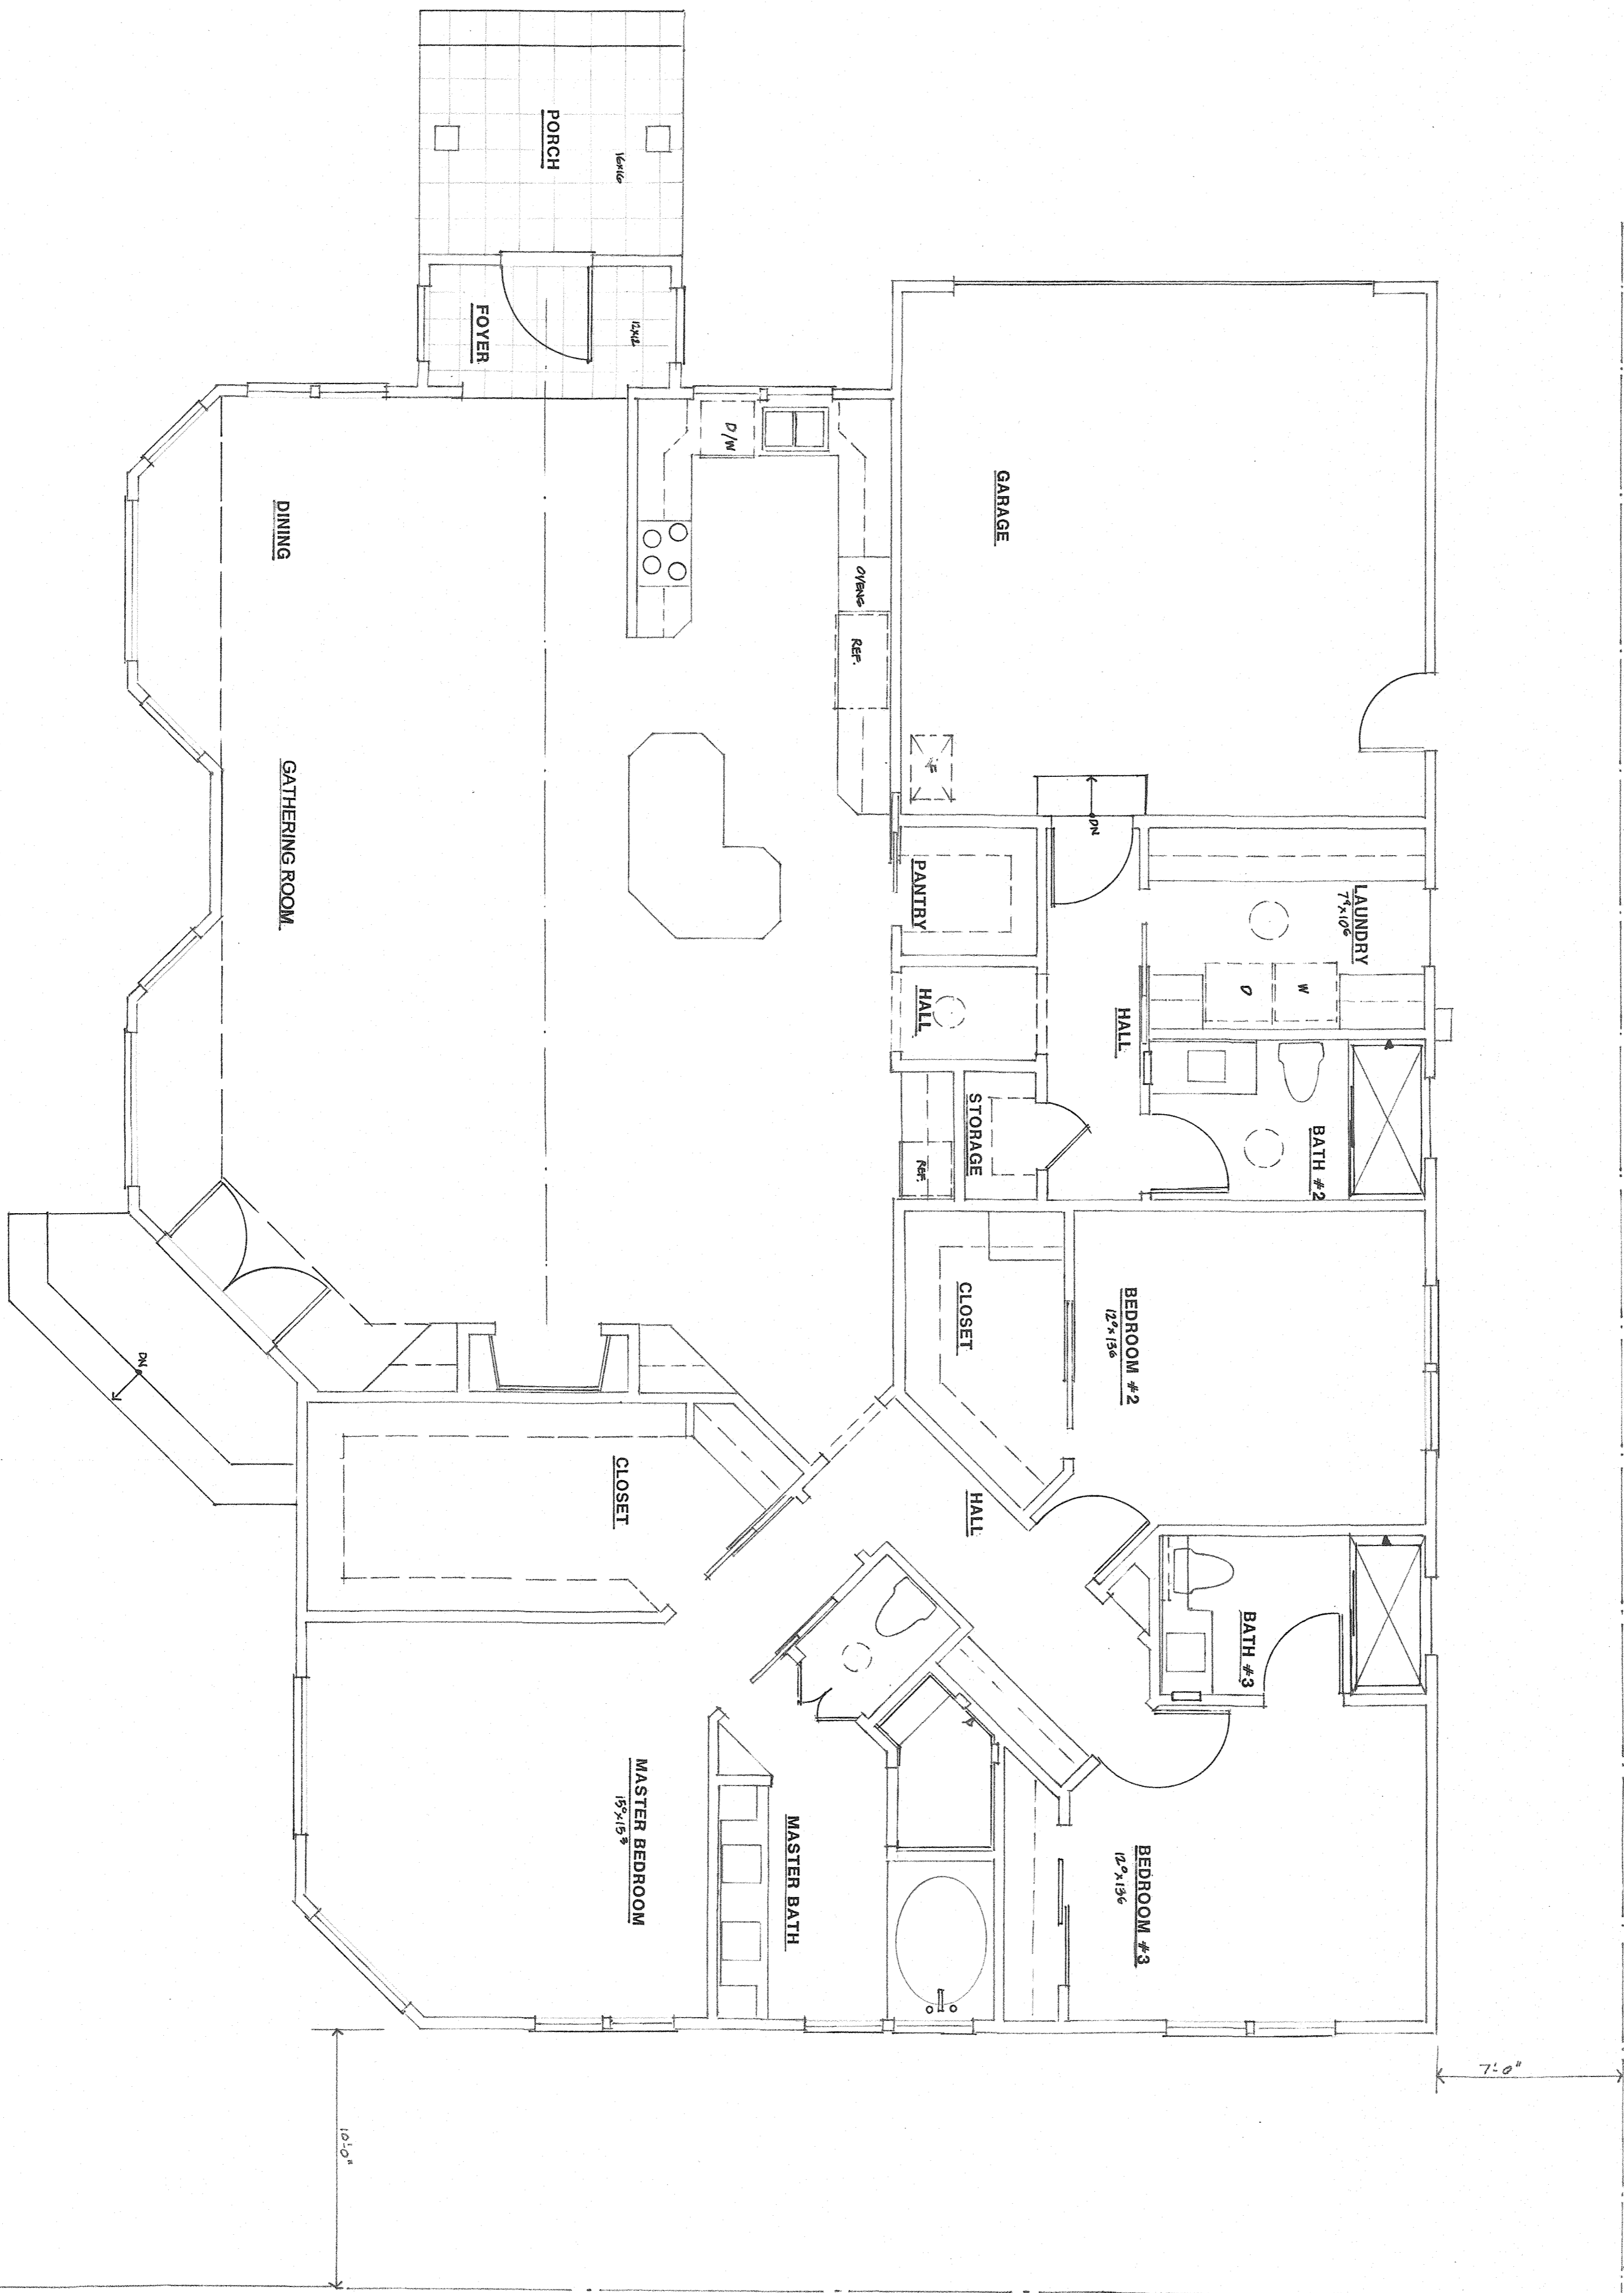 PORCH
16x16
FOYER
12x12
D/W
DINING
GARAGE
OVENS
REF.
GATHERING ROOM
DN
PANTRY
LAUNDRY
7⁹x10⁶
D
W
HALL
HALL
STORAGE
REF.
BATH #2
CLOSET
BEDROOM #2
12⁰x13⁶
DN
CLOSET
HALL
BATH #3
MASTER BEDROOM
MASTER BATH
BEDROOM #3
12⁰x13⁶
7'-0"
10'-0"